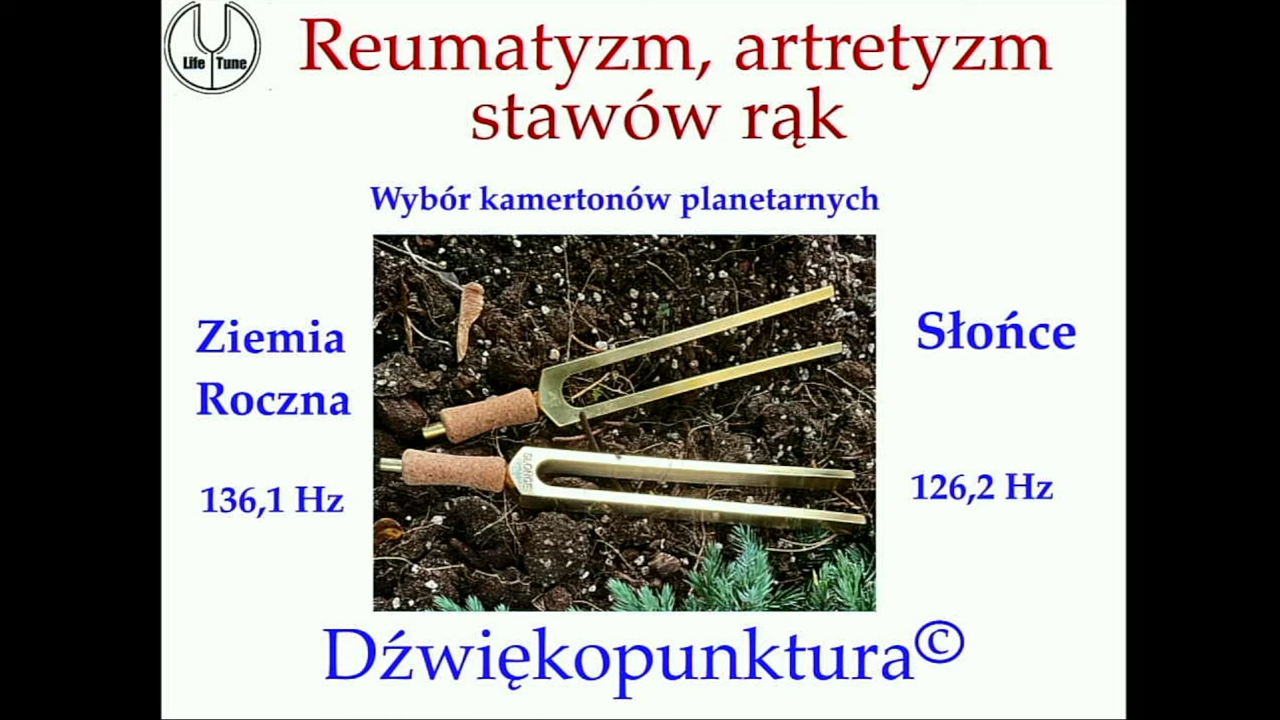 Life Tune
Reumatyzm, artretyzm
stawów rąk
Wybór kamertonów planetarnych
Ziemia
Roczna
Słońce
136,1 Hz
126,2 Hz
SŁOŃCE
Dźwiękopunktura©